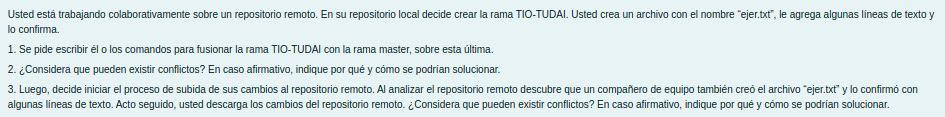 Usted está trabajando colaborativamente sobre un repositorio remoto. En su repositorio local decide crear la rama TIO-TUDAI. Usted crea un archivo con el nombre “ejer.txt”, le agrega algunas líneas de texto y
lo confirma.
1. Se pide escribir él o los comandos para fusionar la rama TIO-TUDAI con la rama master, sobre esta última.
2. ¿Considera que pueden existir conflictos? En caso afirmativo, indique por qué y cómo se podrían solucionar.
3. Luego, decide iniciar el proceso de subida de sus cambios al repositorio remoto. Al analizar el repositorio remoto descubre que un compañero de equipo también creó el archivo “ejer.txt” y lo confirmó con
algunas líneas de texto. Acto seguido, usted descarga los cambios del repositorio remoto. ¿Considera que pueden existir conflictos? En caso afirmativo, indique por qué y cómo se podrían solucionar.